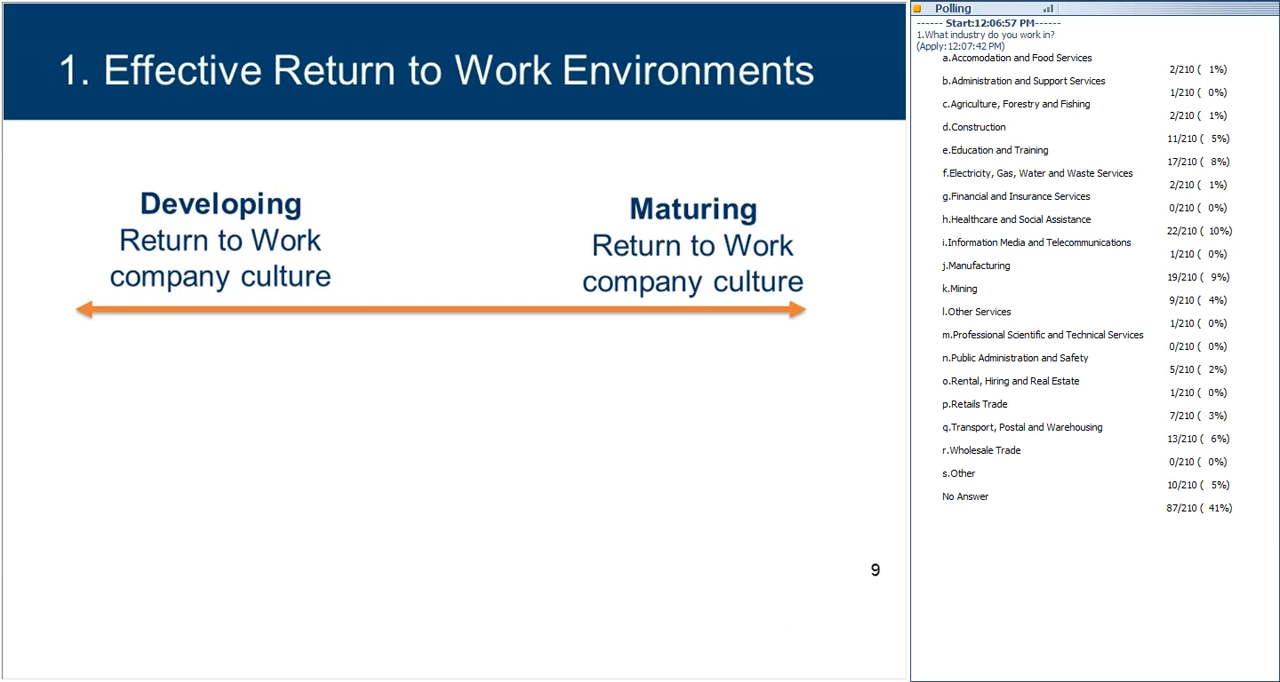 1. Effective Return to Work Environments
Developing
Return to Work
company culture
Maturing
Return to Work
company culture
9
Polling
------ Start:12:06:57 PM------
1.What industry do you work in?
(Apply:12:07:42 PM)
a.Accomodation and Food Services
2/210 ( 1%)
b.Administration and Support Services
1/210 ( 0%)
c.Agriculture, Forestry and Fishing
2/210 ( 1%)
d.Construction
11/210 ( 5%)
e.Education and Training
17/210 ( 8%)
f.Electricity, Gas, Water and Waste Services
2/210 ( 1%)
g.Financial and Insurance Services
0/210 ( 0%)
h.Healthcare and Social Assistance
22/210 ( 10%)
i.Information Media and Telecommunications
1/210 ( 0%)
j.Manufacturing
19/210 ( 9%)
k.Mining
9/210 ( 4%)
l.Other Services
1/210 ( 0%)
m.Professional Scientific and Technical Services
0/210 ( 0%)
n.Public Administration and Safety
5/210 ( 2%)
o.Rental, Hiring and Real Estate
1/210 ( 0%)
p.Retails Trade
7/210 ( 3%)
q.Transport, Postal and Warehousing
13/210 ( 6%)
r.Wholesale Trade
0/210 ( 0%)
s.Other
10/210 ( 5%)
No Answer
87/210 ( 41%)